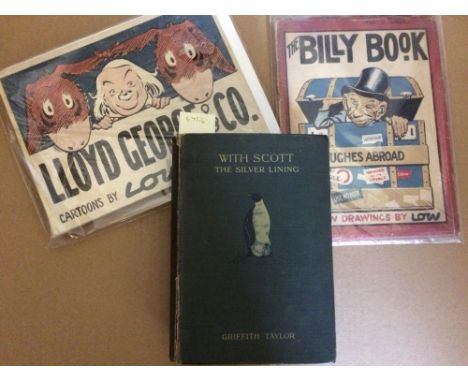 LLOYD GEORGE & CO.
CARTOONS BY LOW
THE
BILLY BOOK
HUGHES ABROAD
DRAWINGS BY LOW
WITH SCOTT
THE SILVER LINING
GRIFFITH TAYLOR